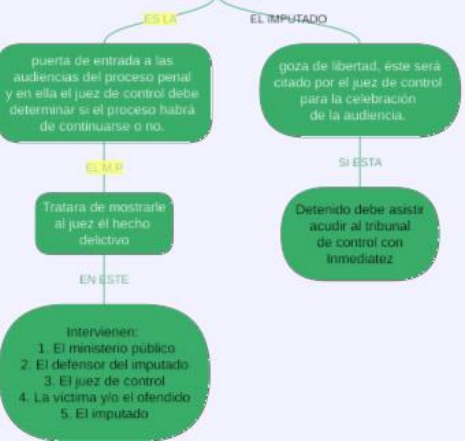 ES LA
EL IMPUTADO
puerta de entrada a las
audiencias del proceso penal
y en ella el juez de control debe
determinar si el proceso habrá
de continuarse o no.
goza de libertad, éste será
citado por el juez de control
para la celebración
de la audiencia.
EL M.P
SI ESTA
Tratara de mostrarle
al juez él hecho
delictivo
Detenido debe asistir
acudir al tribunal
de control con
Inmediatez
EN ESTE
Intervienen:
1. El ministerio público
2. El defensor del imputado
3. El juez de control
4. La víctima y/o el ofendido
5. El imputado